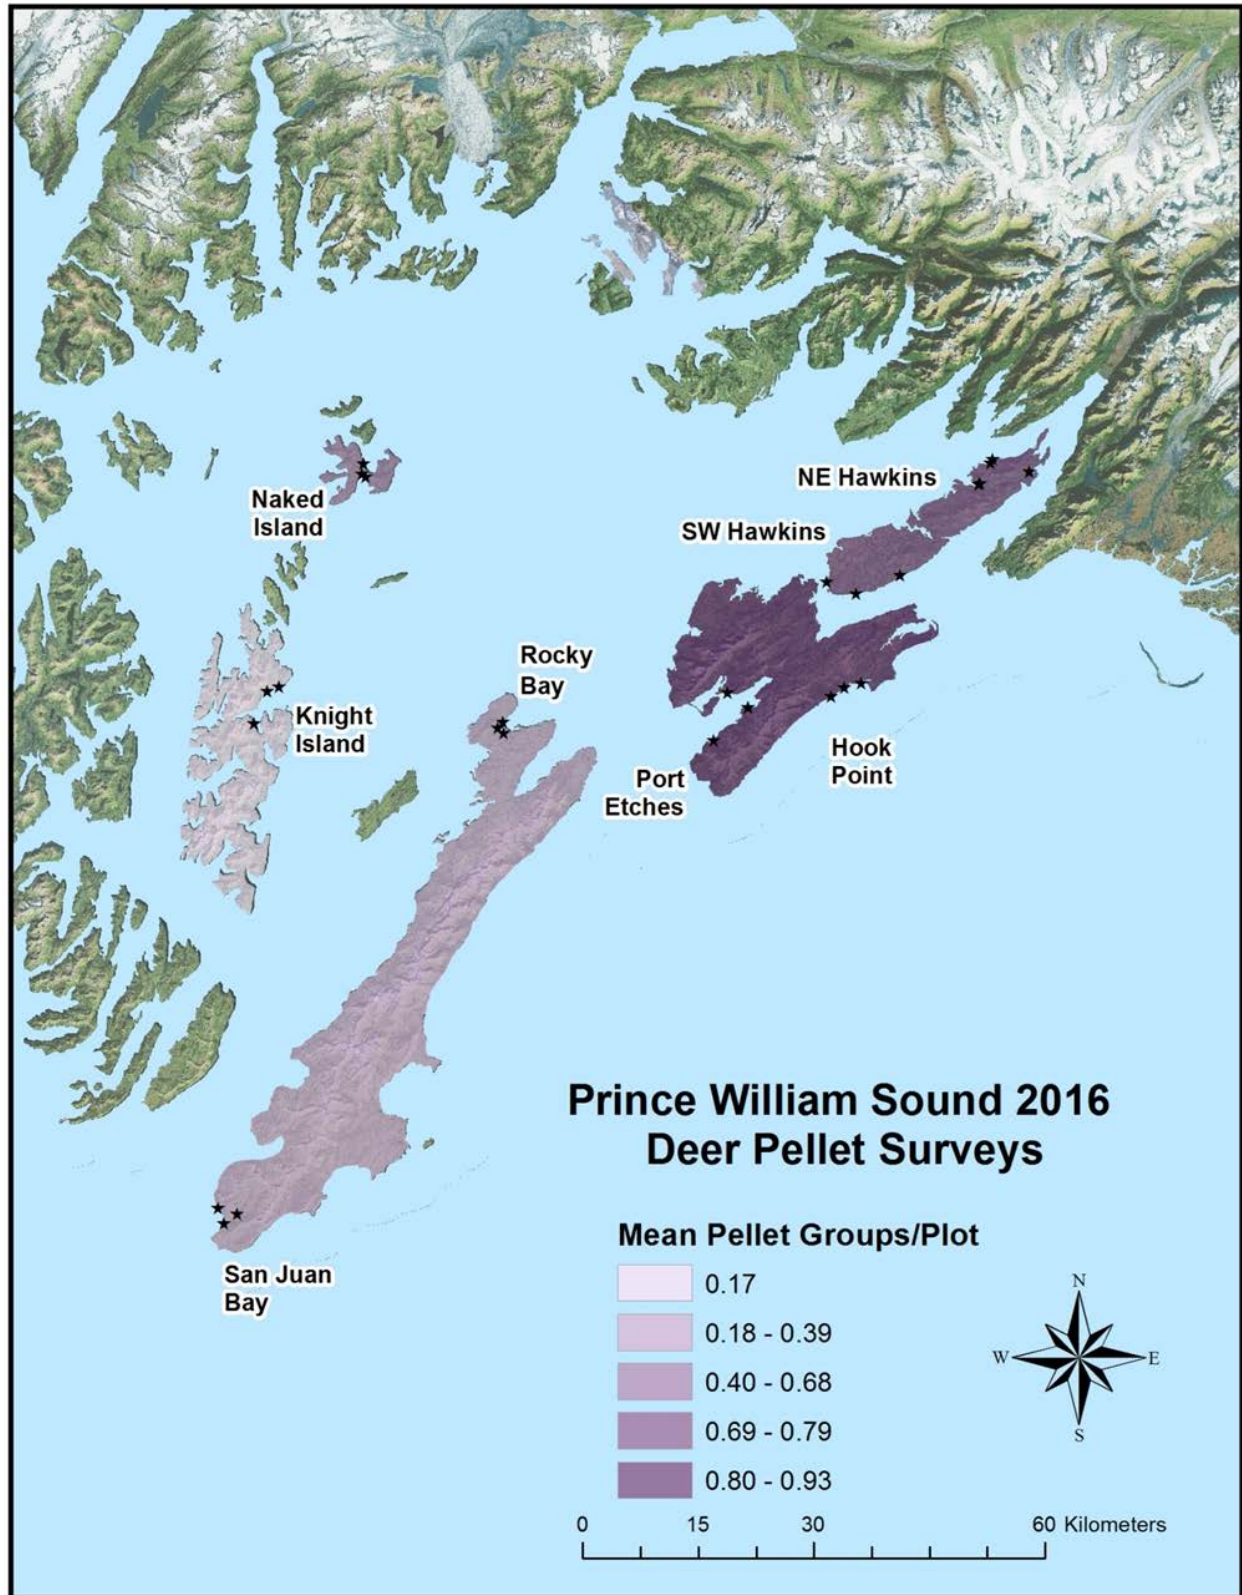 Naked
Island
NE Hawkins
SW Hawkins
Rocky
Bay
Knight
Island
Hook
Point
Port
Etches
San Juan
Bay
Prince William Sound 2016
Deer Pellet Surveys
Mean Pellet Groups/Plot
0.17
0.18 - 0.39
0.40 - 0.68
0.69 - 0.79
0.80 - 0.93
N
W E
S
0 15 30 60 Kilometers